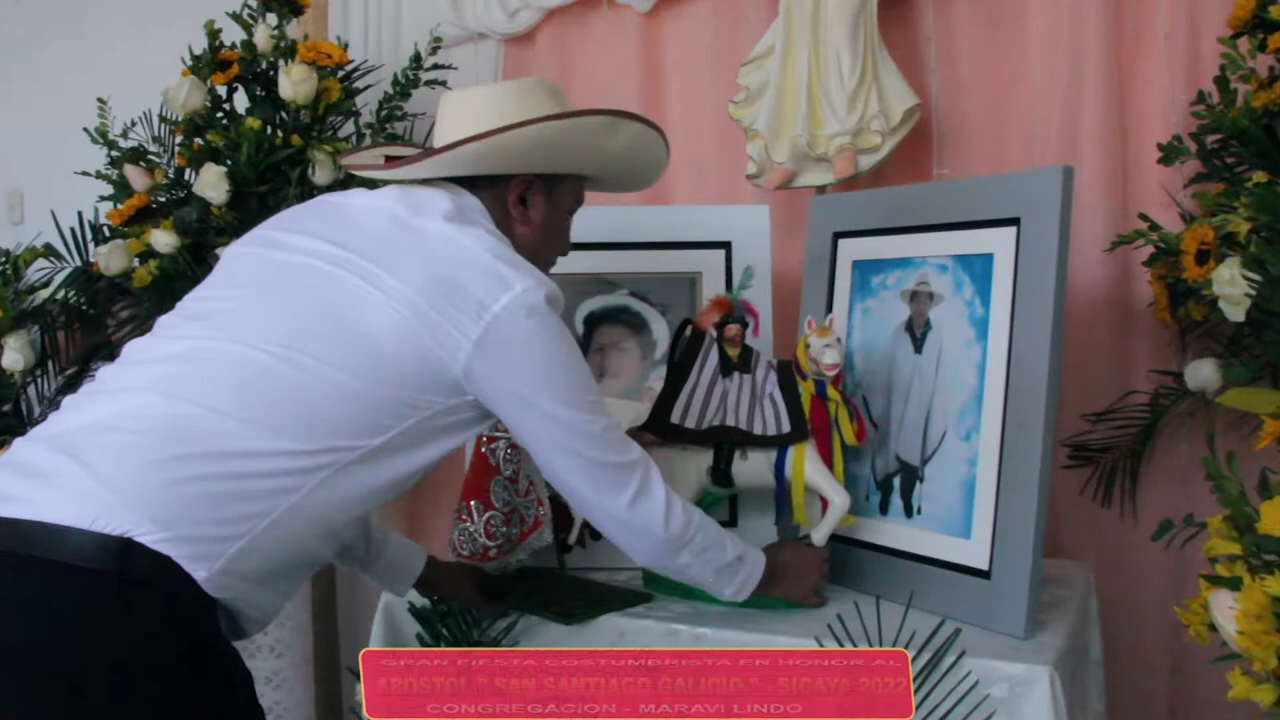 GRAN FIESTA COSTUMBRISTA EN HONOR AL
APOSTOL " SAN SANTIAGO GALICIO " - SICAYA 2022
CONGREGACION - MARAVI LINDO